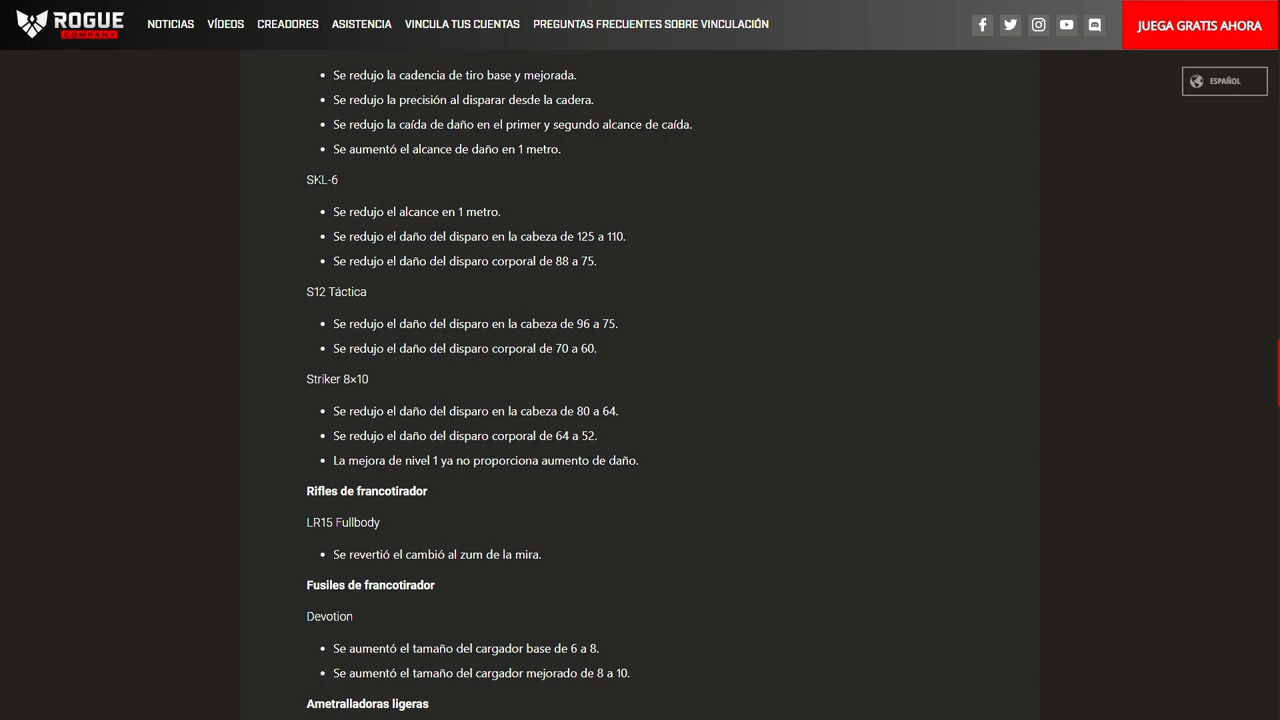 ROGUE
COMPANY
NOTICIAS
VÍDEOS
CREADORES
ASISTENCIA
VINCULA TUS CUENTAS
PREGUNTAS FRECUENTES SOBRE VINCULACIÓN
JUEGA GRATIS AHORA
ESPAÑOL
Se redujo la cadencia de tiro base y mejorada.
Se redujo la precisión al disparar desde la cadera.
Se redujo la caída de daño en el primer y segundo alcance de caída.
Se aumentó el alcance de daño en 1 metro.
SKL-6
Se redujo el alcance en 1 metro.
Se redujo el daño del disparo en la cabeza de 125 a 110.
Se redujo el daño del disparo corporal de 88 a 75.
S12 Táctica
Se redujo el daño del disparo en la cabeza de 96 a 75.
Se redujo el daño del disparo corporal de 70 a 60.
Striker 8×10
Se redujo el daño del disparo en la cabeza de 80 a 64.
Se redujo el daño del disparo corporal de 64 a 52.
La mejora de nivel 1 ya no proporciona aumento de daño.
Rifles de francotirador
LR15 Fullbody
Se revertió el cambió al zum de la mira.
Fusiles de francotirador
Devotion
Se aumentó el tamaño del cargador base de 6 a 8.
Se aumentó el tamaño del cargador mejorado de 8 a 10.
Ametralladoras ligeras